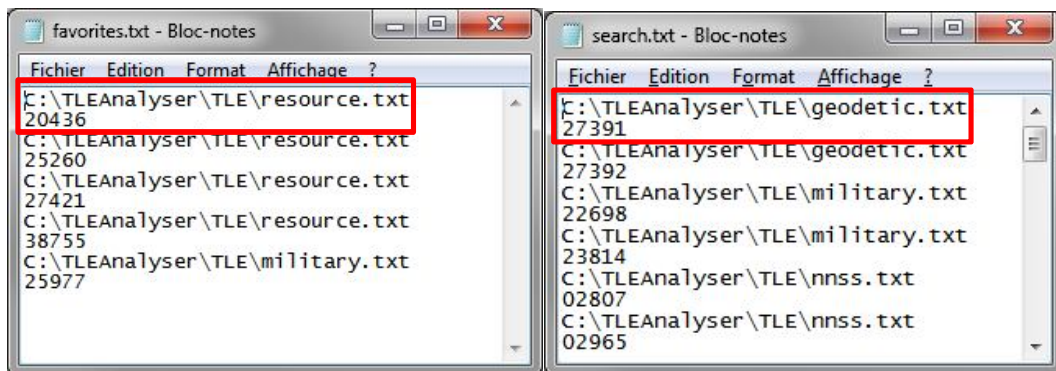 favorites.txt - Bloc-notes
Fichier Edition Format Affichage ?
C:\TLEAnalyser\TLE\resource.txt
20436
C:\TLEAnalyser\TLE\resource.txt
25260
C:\TLEAnalyser\TLE\resource.txt
27421
C:\TLEAnalyser\TLE\resource.txt
38755
C:\TLEAnalyser\TLE\military.txt
25977
search.txt - Bloc-notes
Fichier Edition Format Affichage ?
C:\TLEAnalyser\TLE\geodetic.txt
27391
C:\TLEAnalyser\TLE\geodetic.txt
27392
C:\TLEAnalyser\TLE\military.txt
22698
C:\TLEAnalyser\TLE\military.txt
23814
C:\TLEAnalyser\TLE\nnss.txt
02807
C:\TLEAnalyser\TLE\nnss.txt
02965